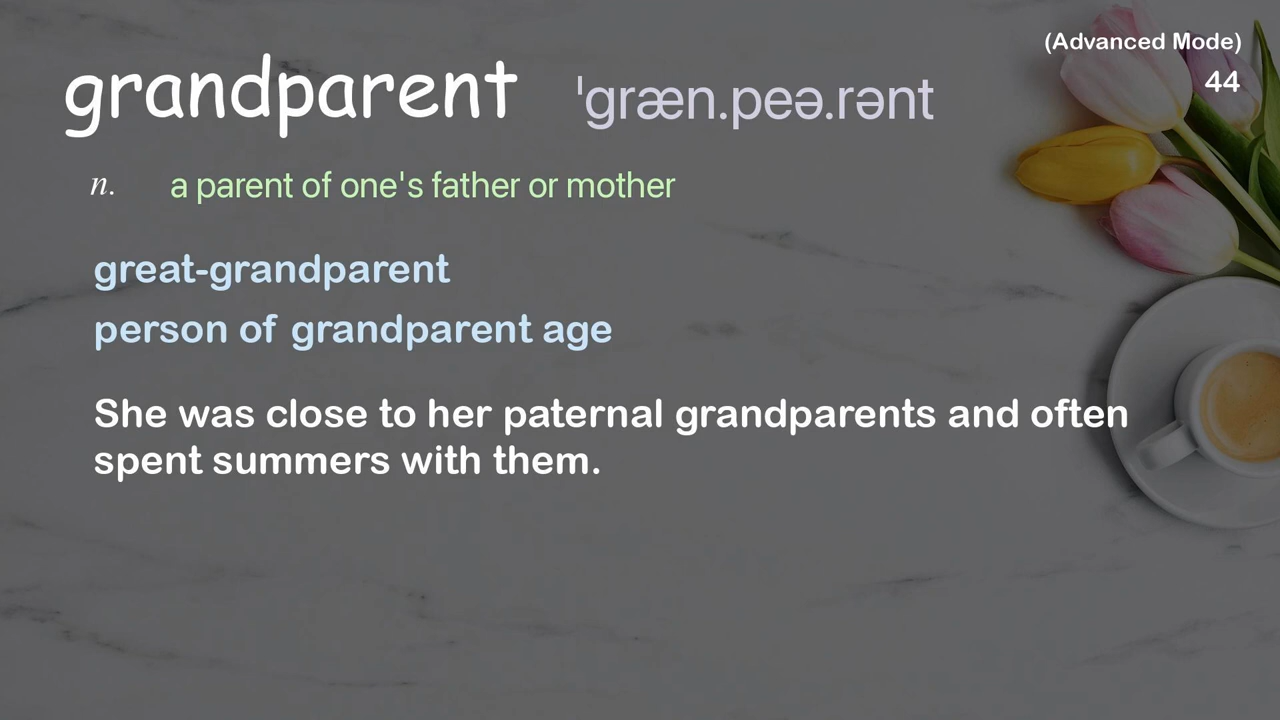 (Advanced Mode)
44
grandparent ˈɡræn.peə.rənt
n. a parent of one's father or mother
great-grandparent
person of grandparent age
She was close to her paternal grandparents and often
spent summers with them.